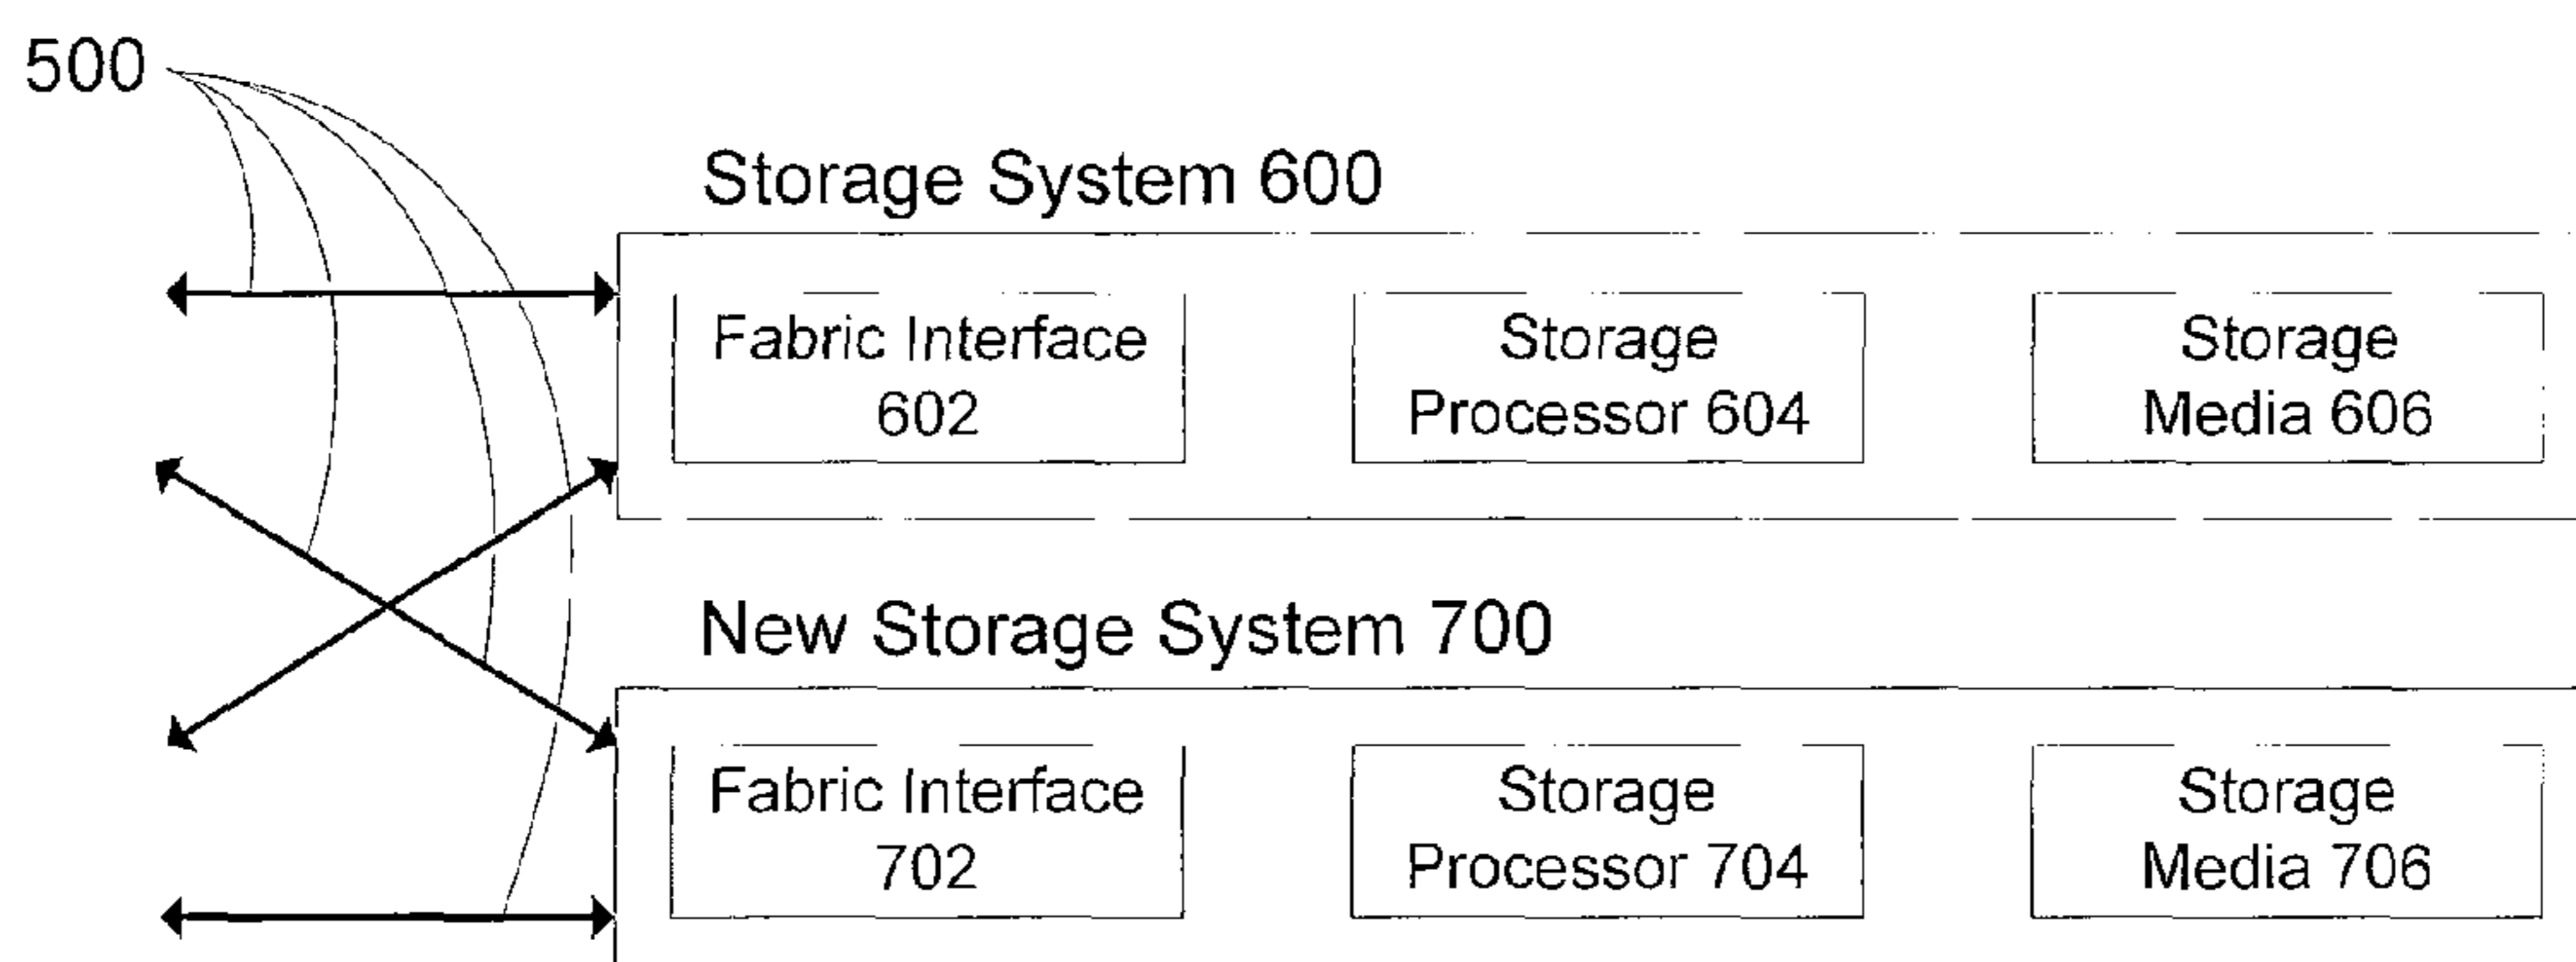 500
Storage System 600
Fabric Interface
602
Storage
Processor 604
Storage
Media 606
New Storage System 700
Fabric Interface
702
Storage
Processor 704
Storage
Media 706